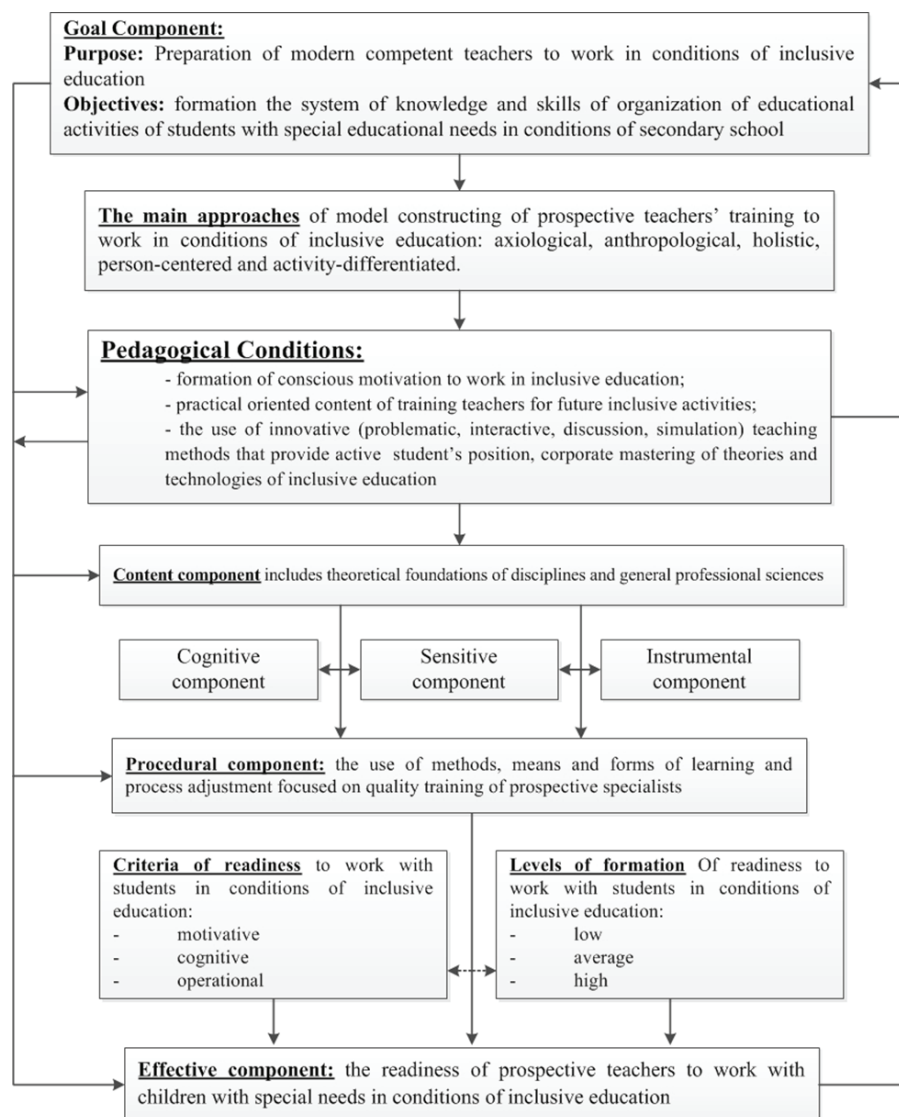 Goal Component:
Purpose: Preparation of modern competent teachers to work in conditions of inclusive
education
Objectives: formation the system of knowledge and skills of organization of educational
activities of students with special educational needs in conditions of secondary school
The main approaches of model constructing of prospective teachers' training to
work in conditions of inclusive education: axiological, anthropological, holistic,
person-centered and activity-differentiated.
Pedagogical Conditions:
- formation of conscious motivation to work in inclusive education;
- practical oriented content of training teachers for future inclusive activities;
- the use of innovative (problematic, interactive, discussion, simulation) teaching
methods that provide active student's position, corporate mastering of theories and
technologies of inclusive education
Content component includes theoretical foundations of disciplines and general professional sciences
Cognitive
component
Sensitive
component
Instrumental
component
Procedural component: the use of methods, means and forms of learning and
process adjustment focused on quality training of prospective specialists
Criteria of readiness to work with
students in conditions of inclusive
education:
- motivative
- cognitive
- operational
Levels of formation Of readiness to
work with students in conditions of
inclusive education:
- low
- average
- high
Effective component: the readiness of prospective teachers to work with
children with special needs in conditions of inclusive education